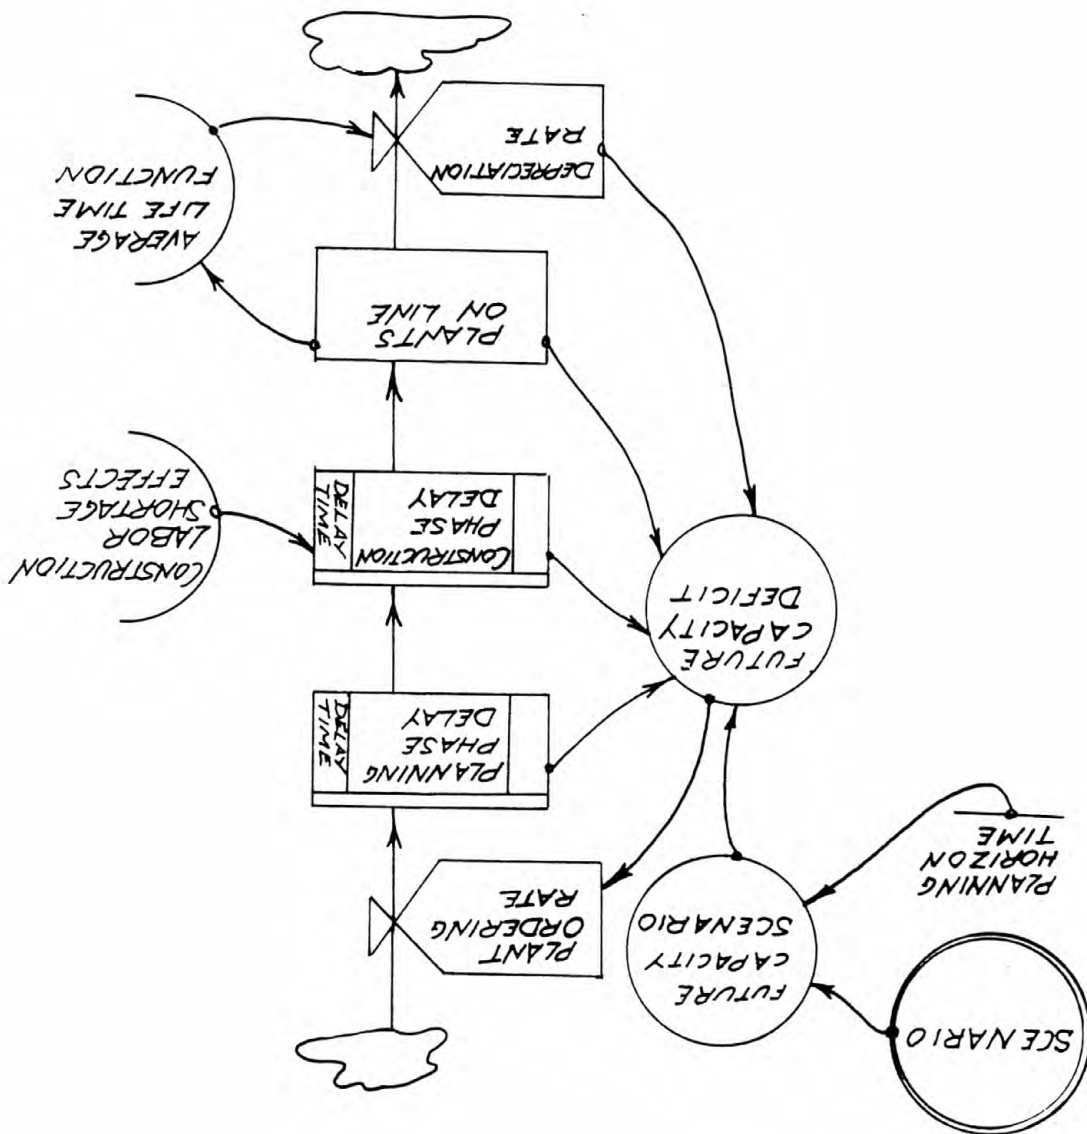 SCENARIO
PLANNING
HORIZON
TIME
FUTURE
CAPACITY
SCENARIO
PLANT
ORDERING
RATE
FUTURE
CAPACITY
DEFICIT
PLANNING
PHASE
DELAY
DELAY
TIME
CONSTRUCTION
PHASE
DELAY
DELAY
TIME
CONSTRUCTION
LABOR
SHORTAGE
EFFECTS
PLANTS
ON LINE
DEPRECIATION
RATE
AVERAGE
LIFE TIME
FUNCTION